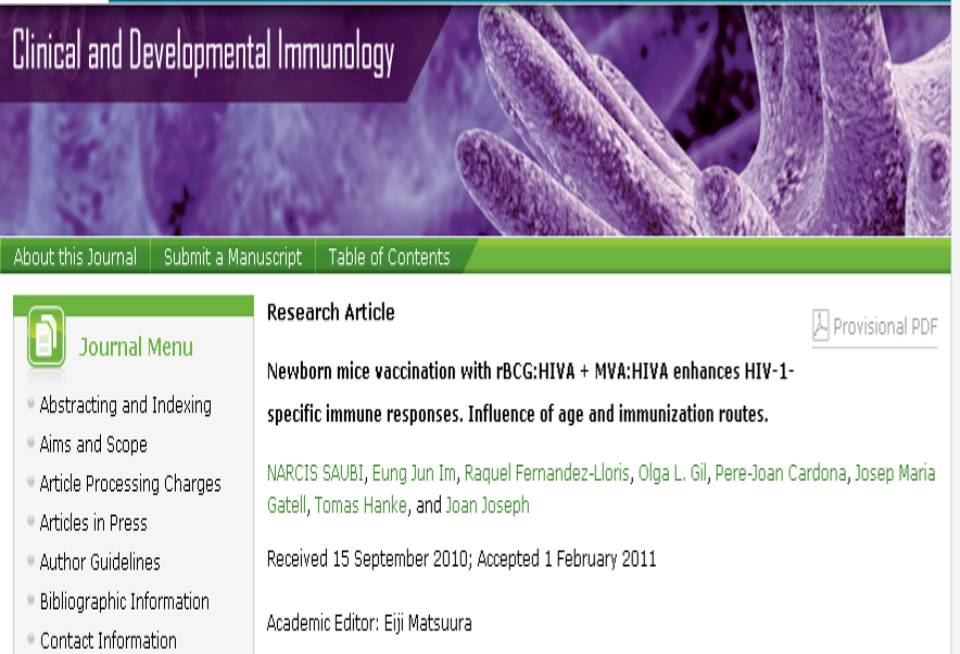 Clinical and Developmental Immunology
About this Journal
Submit a Manuscript
Table of Contents
Journal Menu
Abstracting and Indexing
Aims and Scope
Article Processing Charges
Articles in Press
Author Guidelines
Bibliographic Information
Contact Information
Research Article
Provisional PDF
Newborn mice vaccination with rBCG:HIVA + MVA:HIVA enhances HIV-1-
specific immune responses. Influence of age and immunization routes.
NARCIS SAUBI, Eung Jun Im, Raquel Fernandez-Lloris, Olga L. Gil, Pere-Joan Cardona, Josep Maria
Gatell, Tomas Hanke, and Joan Joseph
Received 15 September 2010; Accepted 1 February 2011
Academic Editor: Eiji Matsuura